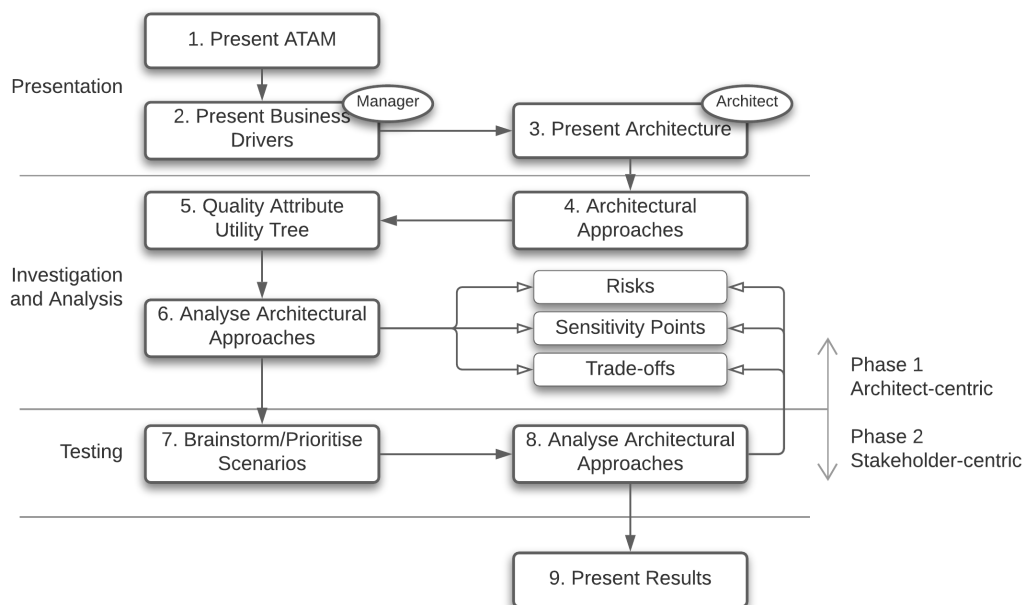 1. Present ATAM
Presentation
Manager
2. Present Business
Drivers
Architect
3. Present Architecture
5. Quality Attribute
Utility Tree
4. Architectural
Approaches
Investigation
and Analysis
6. Analyse Architectural
Approaches
Risks
Sensitivity Points
Trade-offs
Phase 1
Architect-centric
Testing
7. Brainstorm/Prioritise
Scenarios
8. Analyse Architectural
Approaches
Phase 2
Stakeholder-centric
9. Present Results